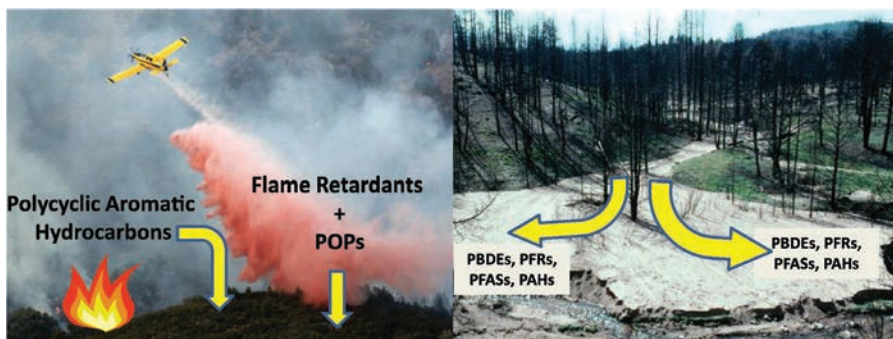 Polycyclic Aromatic
Hydrocarbons
Flame Retardants
+
POPs
PBDEs, PFRs,
PFASs, PAHs
PBDEs, PFRs,
PFASs, PAHs